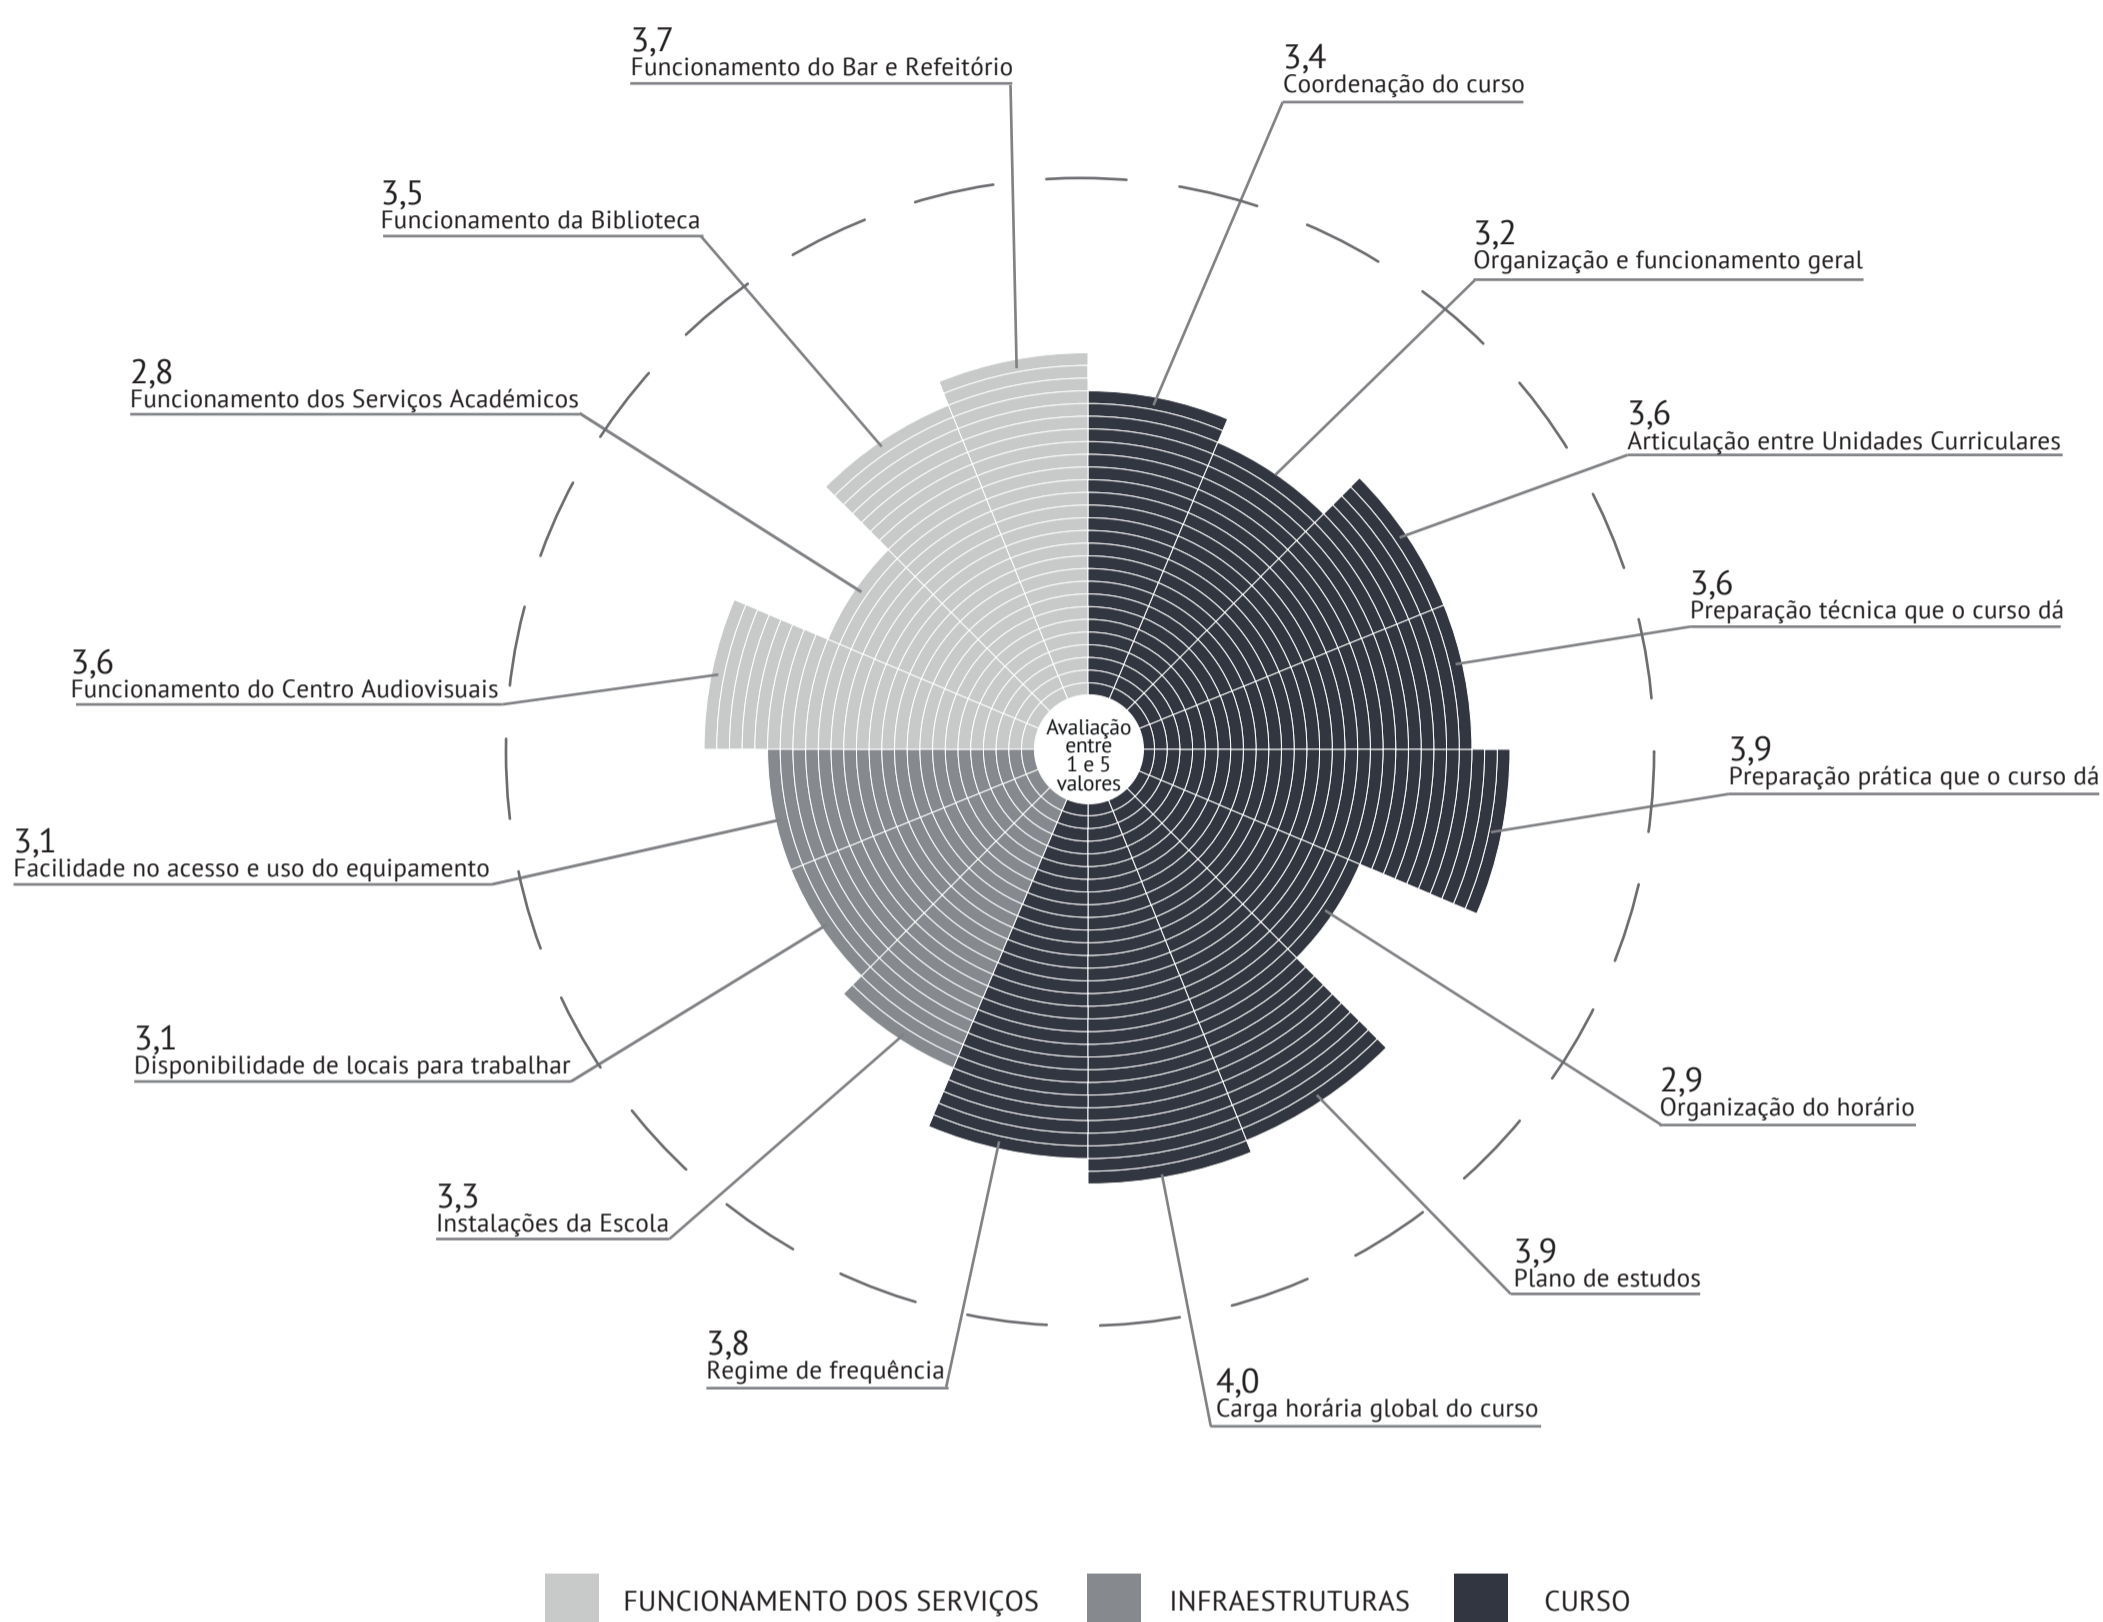 3,7
Funcionamento do Bar e Refeitório
3,4
Coordenação do curso
3,5
Funcionamento da Biblioteca
3,2
Organização e funcionamento geral
2,8
Funcionamento dos Serviços Académicos
3,6
Articulação entre Unidades Curriculares
3,6
Preparação técnica que o curso dá
3,6
Funcionamento do Centro Audiovisuais
Avaliação
entre
1 e 5
valores
3,9
Preparação prática que o curso dá
3,1
Facilidade no acesso e uso do equipamento
3,1
Disponibilidade de locais para trabalhar
2,9
Organização do horário
3,3
Instalações da Escola
3,9
Plano de estudos
3,8
Regime de frequência
4,0
Carga horária global do curso
FUNCIONAMENTO DOS SERVIÇOS
INFRAESTRUTURAS
CURSO